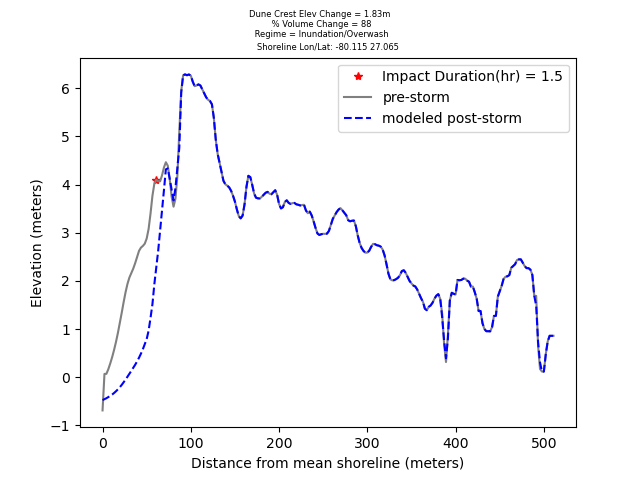 Dune Crest Elev Change = 1.83m
% Volume Change = 88
Regime = Inundation/Overwash
Shoreline Lon/Lat: -80.115 27.065
Impact Duration(hr) = 1.5
pre-storm
modeled post-storm
Elevation (meters)
6
5
4
3
2
1
0
−1
0 100 200 300 400 500
Distance from mean shoreline (meters)